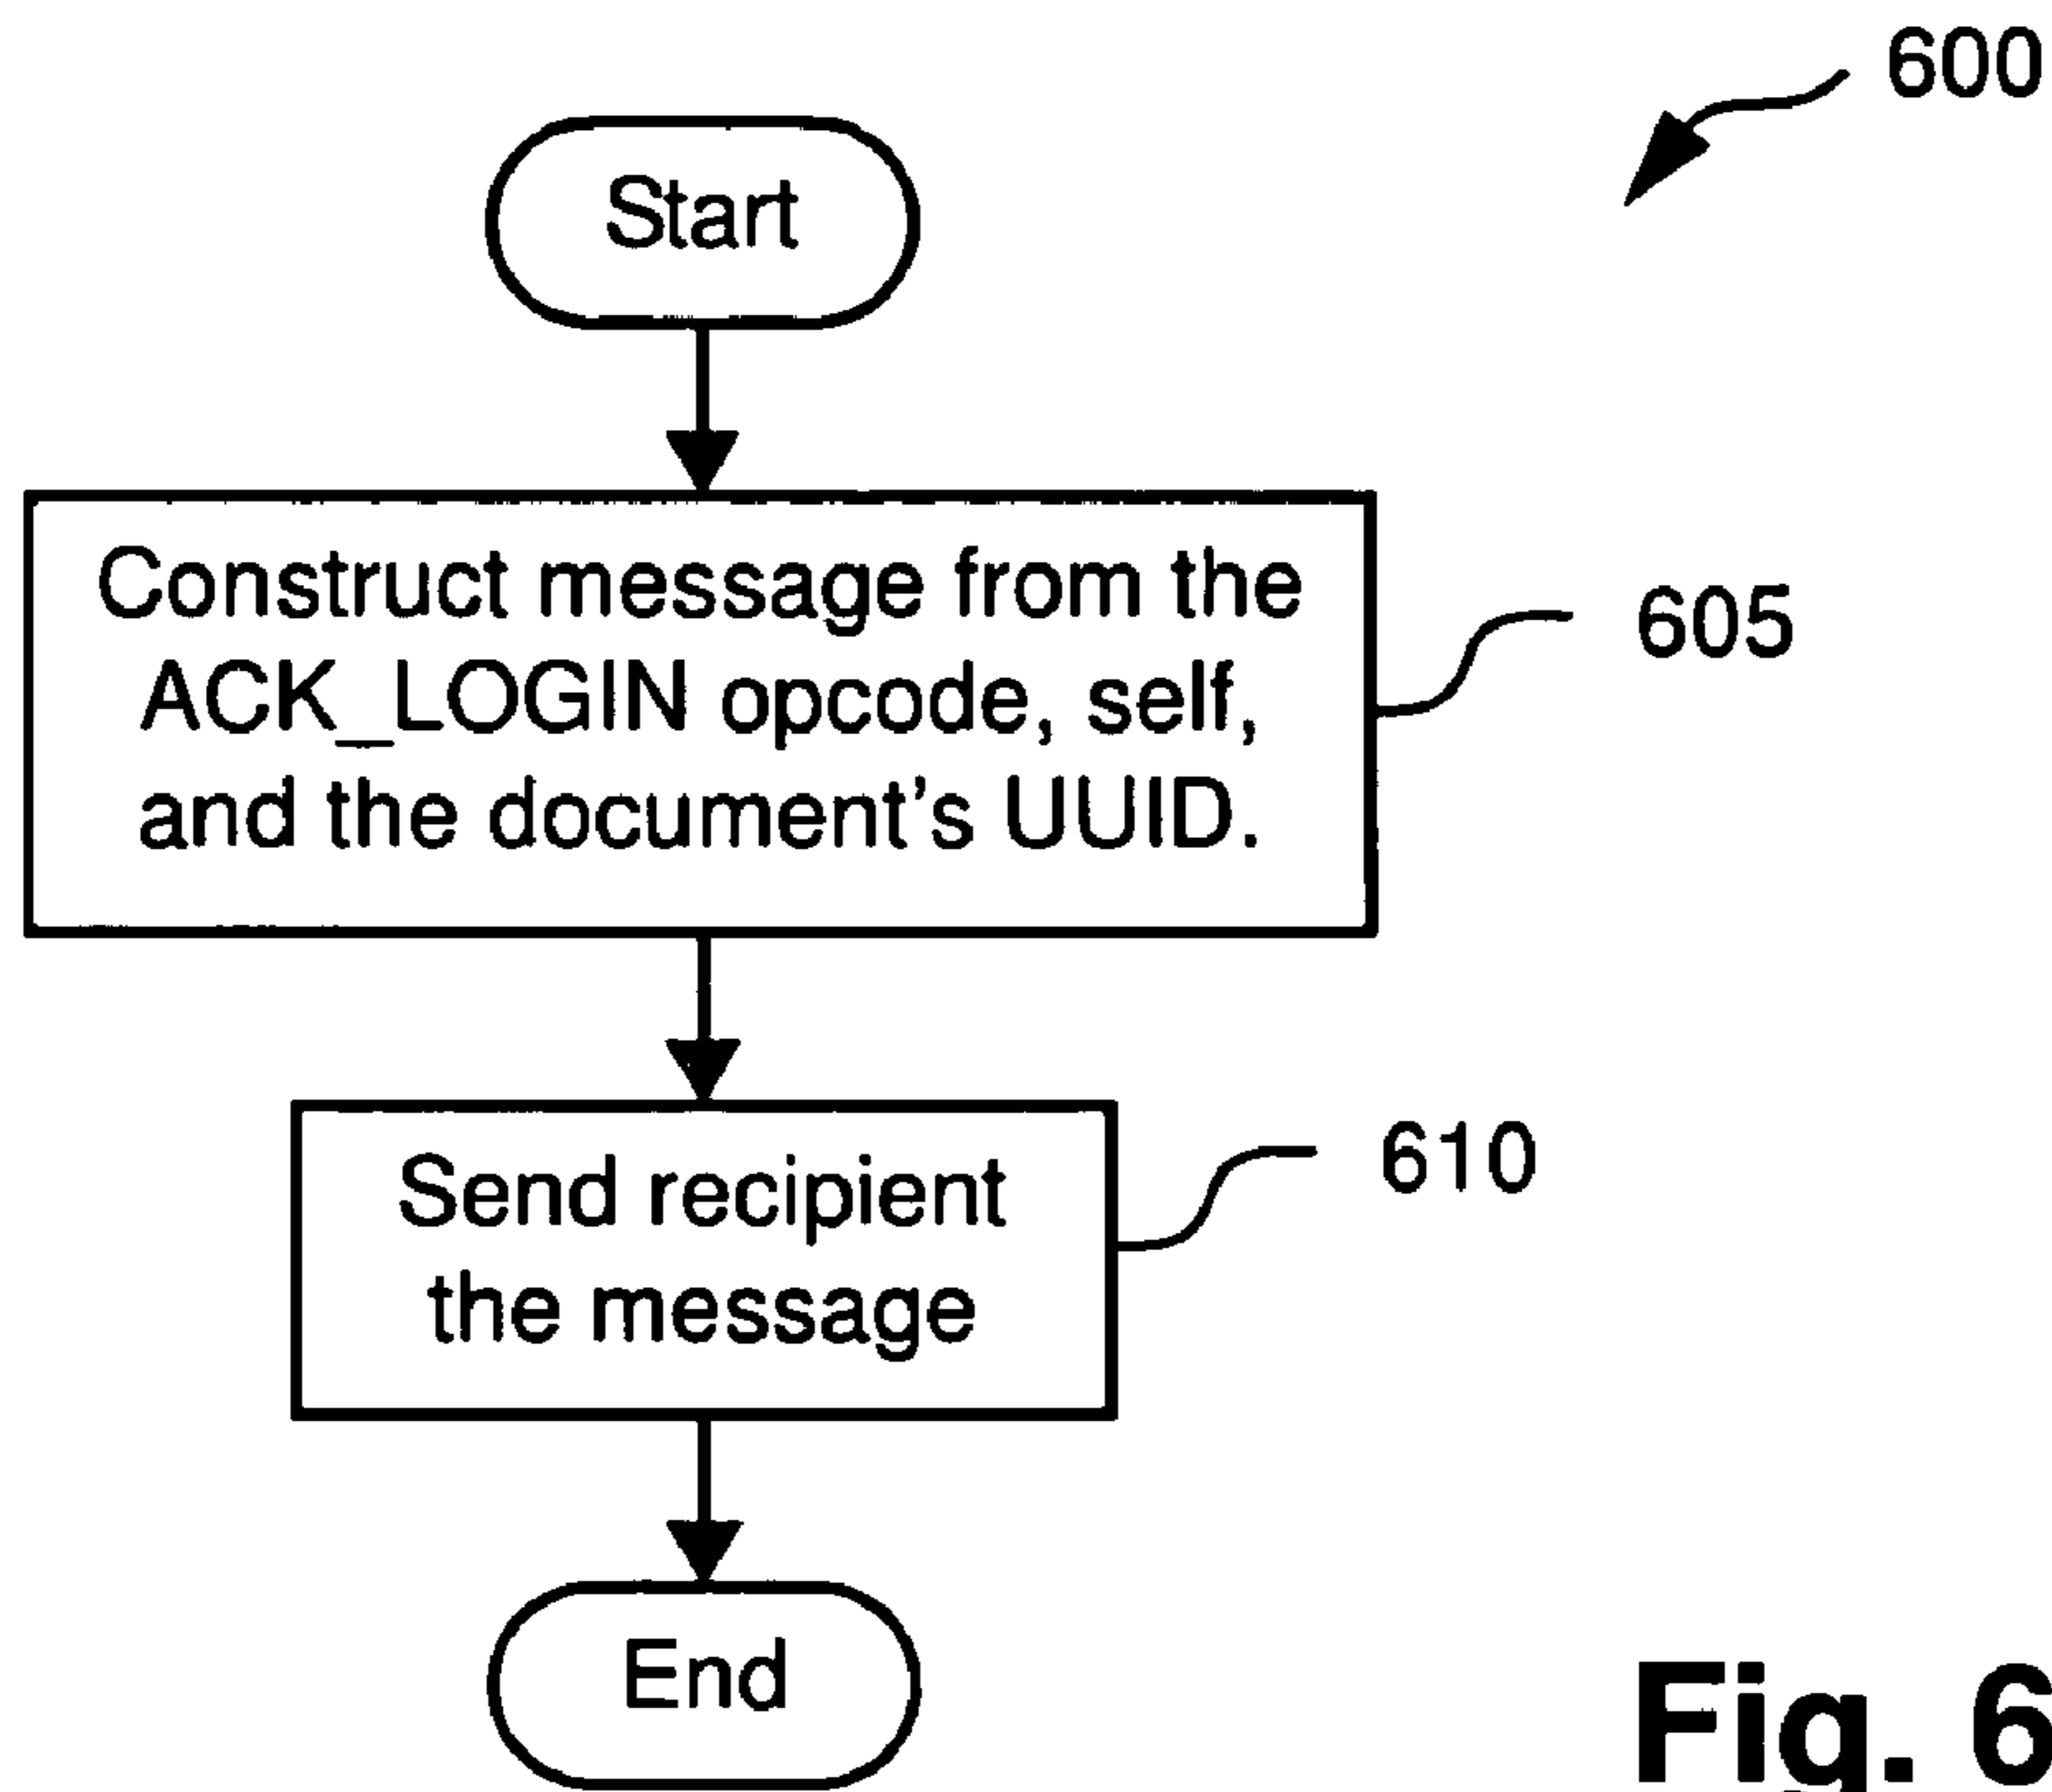 600
Start
Construct message from the
ACK_LOGIN opcode, self,
and the document's UUID.
605
Send recipient
the message
610
End
Fig. 6